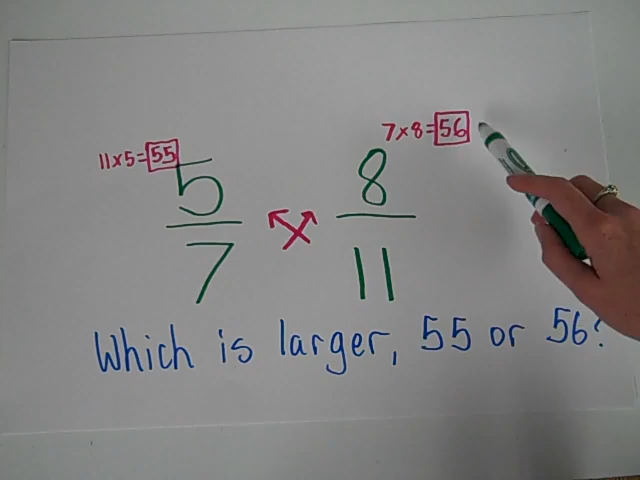 7x8=56
11x5=55
5 8
7 11
Which is larger, 55 or 56?